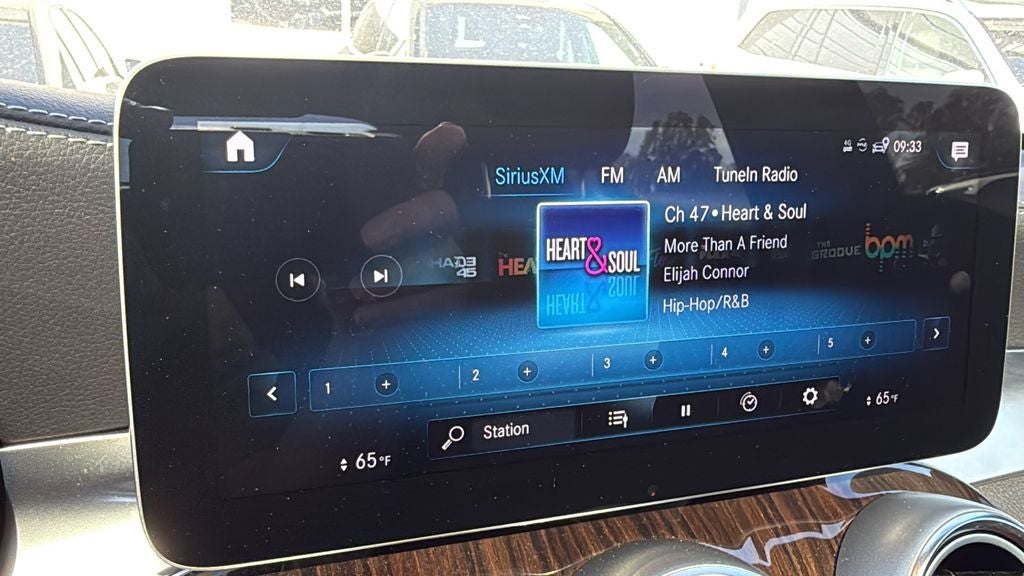 09:33
SiriusXM FM AM TuneIn Radio
Ch 47 • Heart & Soul
More Than A Friend
Elijah Connor
Hip-Hop/R&B
HEART & SOUL
THE GROOVE
bpm
1 + 2 + 3 + 4 + 5 +
Station
65°F
65°F